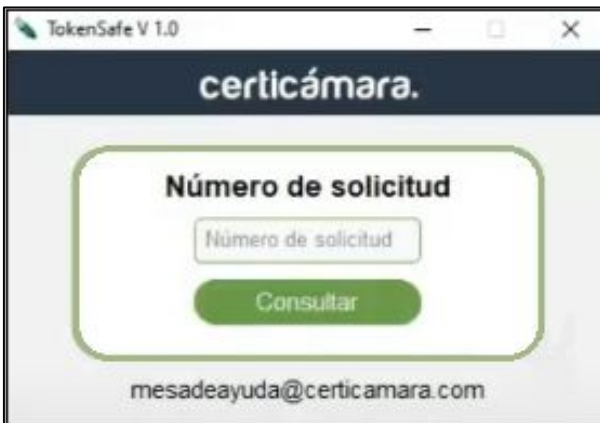 TokenSafe V 1.0
certicámara.
Número de solicitud
Número de solicitud
Consultar
mesadeayuda@certicamara.com